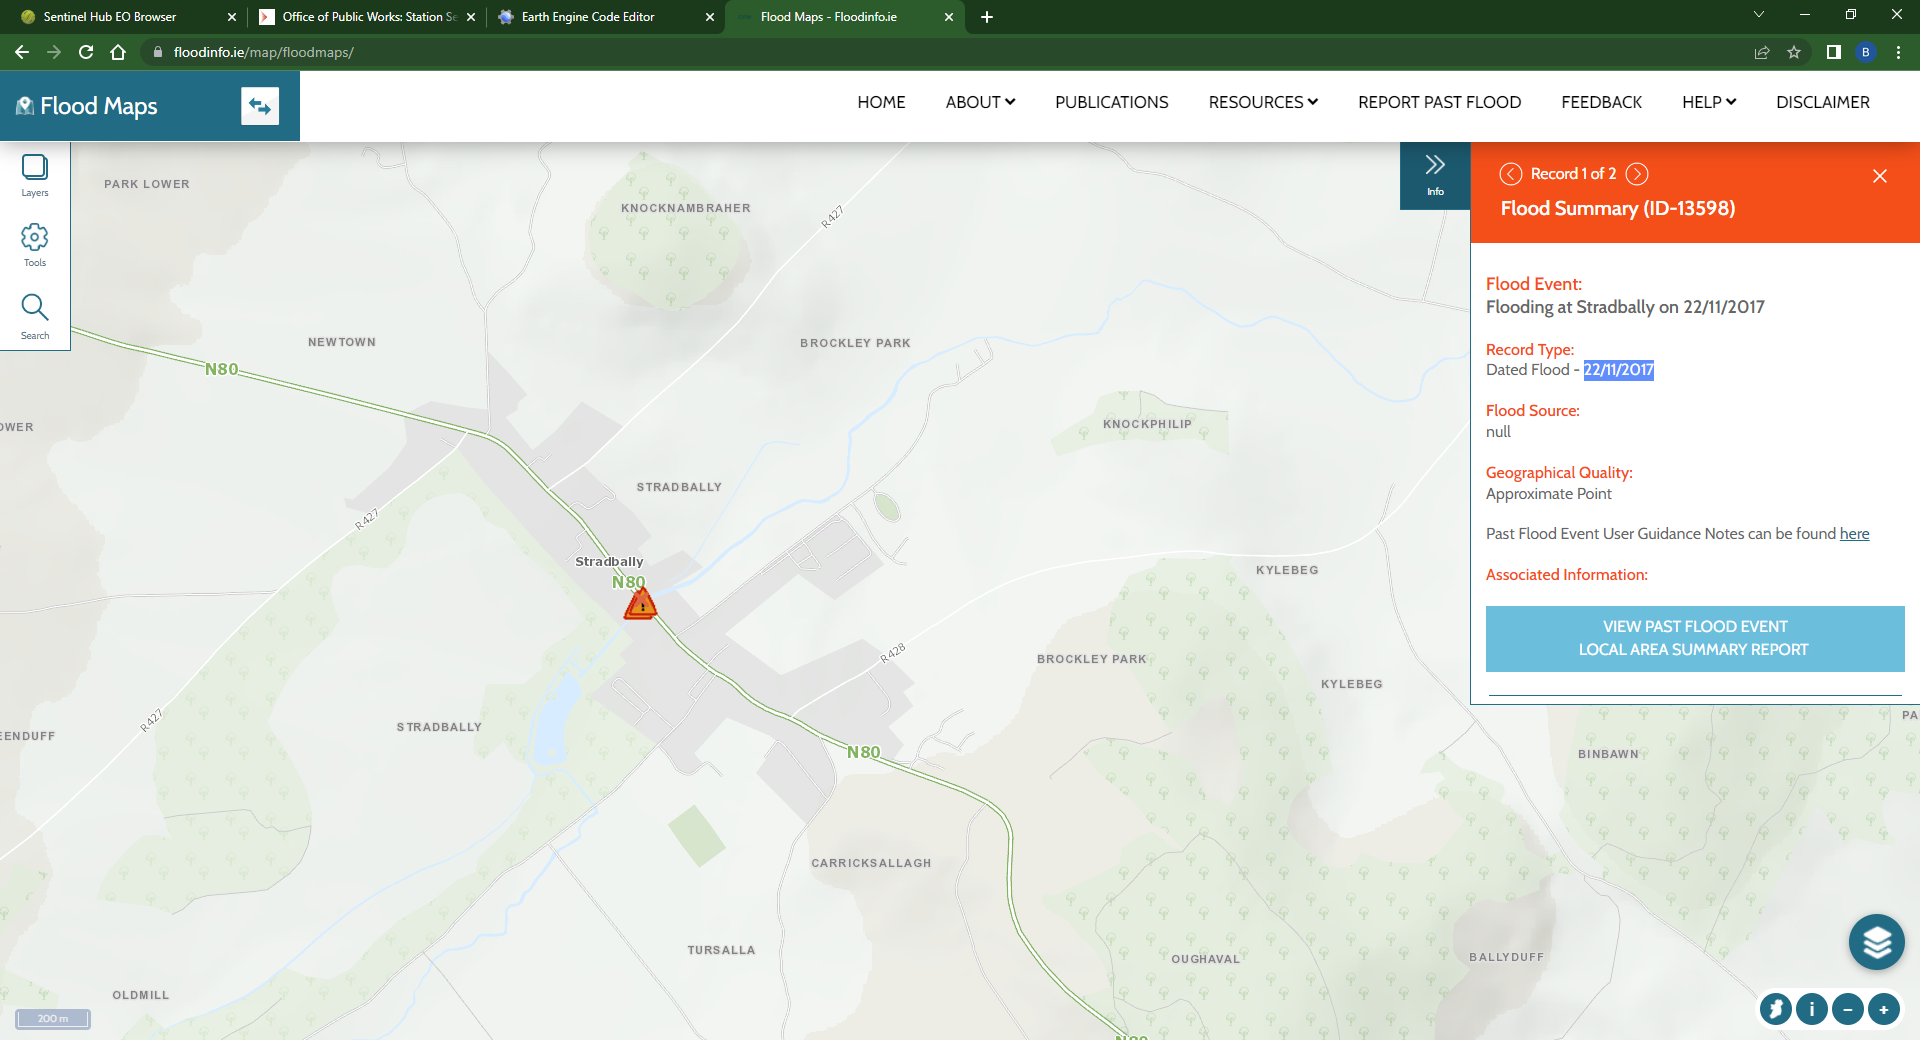 Sentinel Hub EO Browser
Office of Public Works: Station Se
Earth Engine Code Editor
Flood Maps - Floodinfo.ie
floodinfo.ie/map/floodmaps/
B
Flood Maps
HOME
ABOUT
PUBLICATIONS
RESOURCES
REPORT PAST FLOOD
FEEDBACK
HELP
DISCLAIMER
Layers
Tools
Search
Info
Record 1 of 2
Flood Summary (ID-13598)
Flood Event:
Flooding at Stradbally on 22/11/2017
Record Type:
Dated Flood - 22/11/2017
Flood Source:
null
Geographical Quality:
Approximate Point
Past Flood Event User Guidance Notes can be found here
Associated Information:
VIEW PAST FLOOD EVENT
LOCAL AREA SUMMARY REPORT
PARK LOWER
KNOCKNAMBRAHER
R427
NEWTOWN
BROCKLEY PARK
N80
OWER
KNOCKPHILIP
STRADBALLY
R427
Stradbally
N80
KYLEBEG
R428
BROCKLEY PARK
KYLEBEG
R427
STRADBALLY
EENDUFF
PA
N80
BINBAWN
CARRICKSALLAGH
TURSALLA
OUGHAVAL
BALLYDUFF
OLDMILL
200 m
N80